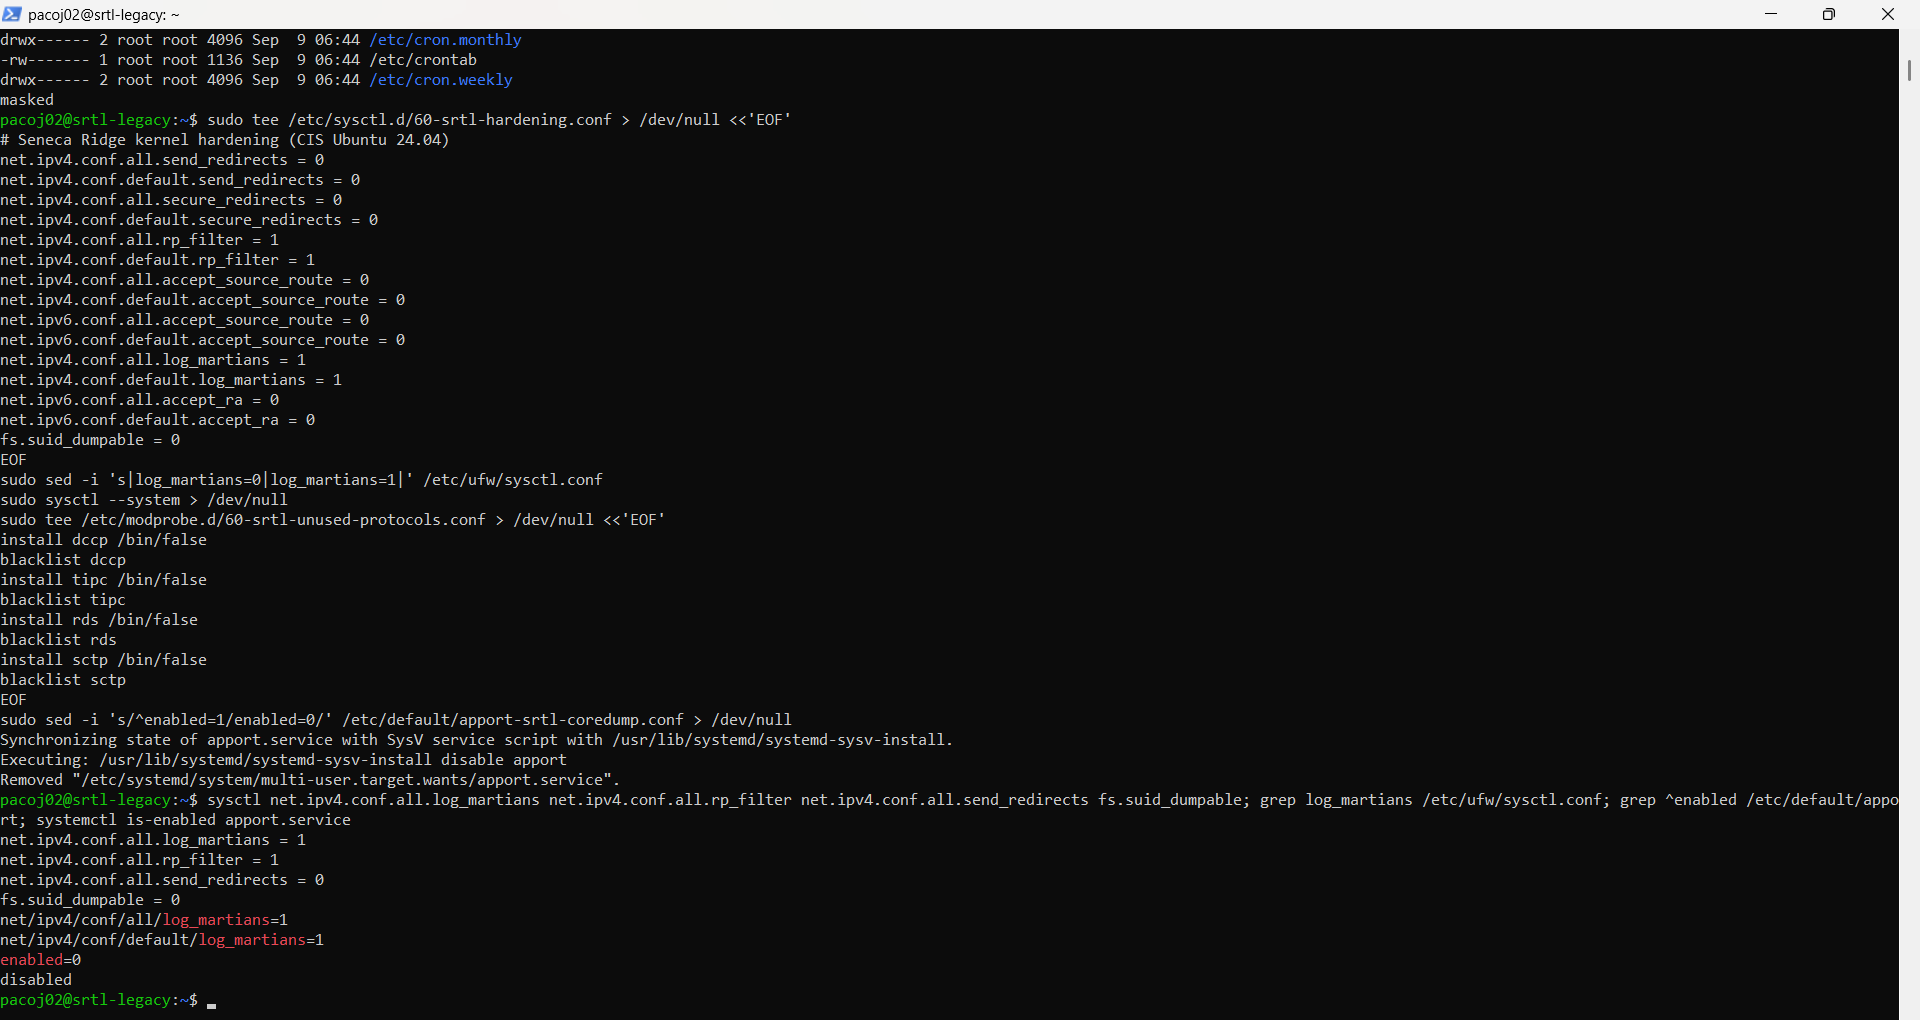 pacoj02@srtl-legacy: ~
drwx------ 2 root root 4096 Sep  9 06:44 /etc/cron.monthly
-rw------- 1 root root 1136 Sep  9 06:44 /etc/crontab
drwx------ 2 root root 4096 Sep  9 06:44 /etc/cron.weekly
masked
pacoj02@srtl-legacy:~$ sudo tee /etc/sysctl.d/60-srtl-hardening.conf > /dev/null <<'EOF'
# Seneca Ridge kernel hardening (CIS Ubuntu 24.04)
net.ipv4.conf.all.send_redirects = 0
net.ipv4.conf.default.send_redirects = 0
net.ipv4.conf.all.secure_redirects = 0
net.ipv4.conf.default.secure_redirects = 0
net.ipv4.conf.all.rp_filter = 1
net.ipv4.conf.default.rp_filter = 1
net.ipv4.conf.all.accept_source_route = 0
net.ipv4.conf.default.accept_source_route = 0
net.ipv6.conf.all.accept_source_route = 0
net.ipv6.conf.default.accept_source_route = 0
net.ipv4.conf.all.log_martians = 1
net.ipv4.conf.default.log_martians = 1
net.ipv6.conf.all.accept_ra = 0
net.ipv6.conf.default.accept_ra = 0
fs.suid_dumpable = 0
EOF
sudo sed -i 's|log_martians=0|log_martians=1|' /etc/ufw/sysctl.conf
sudo sysctl --system > /dev/null
sudo tee /etc/modprobe.d/60-srtl-unused-protocols.conf > /dev/null <<'EOF'
install dccp /bin/false
blacklist dccp
install tipc /bin/false
blacklist tipc
install rds /bin/false
blacklist rds
install sctp /bin/false
blacklist sctp
EOF
sudo sed -i 's/^enabled=1/enabled=0/' /etc/default/apport-srtl-coredump.conf > /dev/null
Synchronizing state of apport.service with SysV service script with /usr/lib/systemd/systemd-sysv-install.
Executing: /usr/lib/systemd/systemd-sysv-install disable apport
Removed "/etc/systemd/system/multi-user.target.wants/apport.service".
pacoj02@srtl-legacy:~$ sysctl net.ipv4.conf.all.log_martians net.ipv4.conf.all.rp_filter net.ipv4.conf.all.send_redirects fs.suid_dumpable; grep log_martians /etc/ufw/sysctl.conf; grep ^enabled /etc/default/appo
rt; systemctl is-enabled apport.service
net.ipv4.conf.all.log_martians = 1
net.ipv4.conf.all.rp_filter = 1
net.ipv4.conf.all.send_redirects = 0
fs.suid_dumpable = 0
net/ipv4/conf/all/log_martians=1
net/ipv4/conf/default/log_martians=1
enabled=0
disabled
pacoj02@srtl-legacy:~$